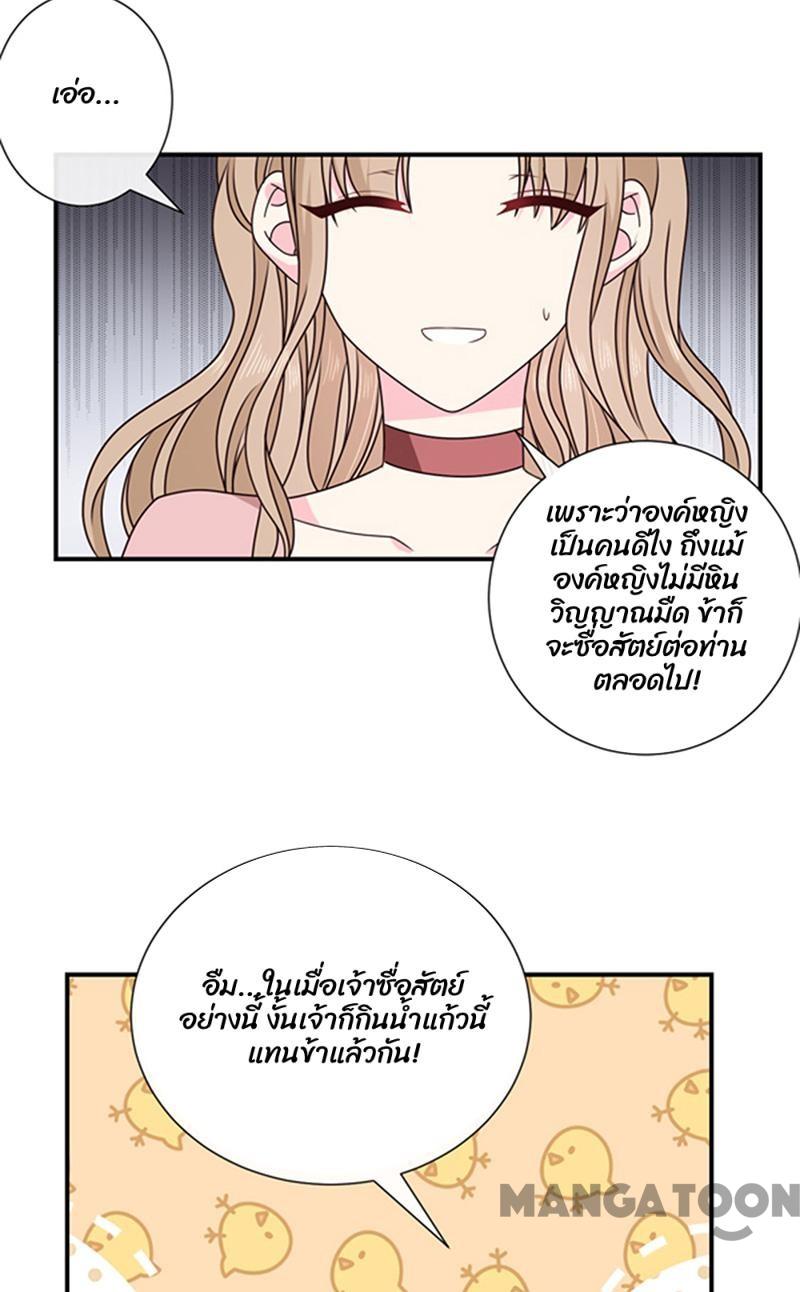 เอ่อ...
เพราะว่าองค์หญิง
เป็นคนดีไง ถึงแม้
องค์หญิงไม่มีหิน
วิญญาณมืด ข้าก็
จะซื่อสัตย์ต่อท่าน
ตลอดไป!
อืม...ในเมื่อเจ้าซื่อสัตย์
อย่างนี้ งั้นเจ้าก็กินน้ำแก้วนี้
แทนข้าแล้วกัน!
MANGATOON